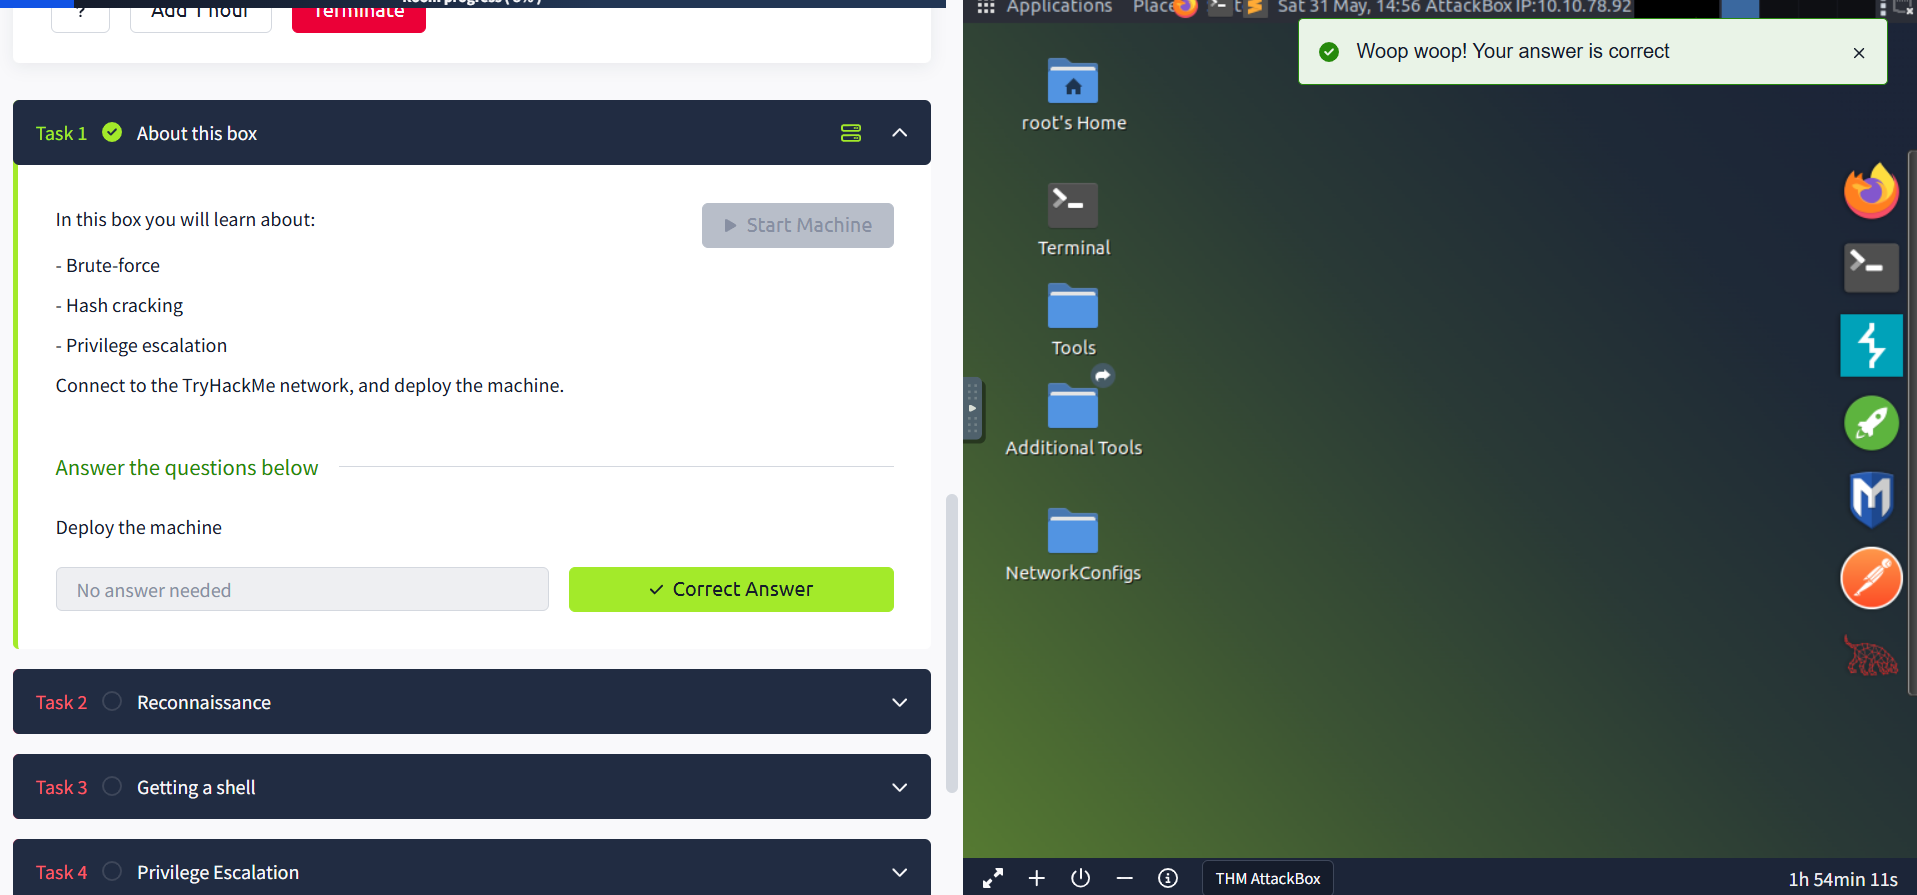 ?
Add 1 hour
Terminate
Applications
Sat 31 May, 14:56 AttackBox IP:10.10.78.92
Woop woop! Your answer is correct
Task 1
About this box
In this box you will learn about:
Start Machine
- Brute-force
- Hash cracking
- Privilege escalation
Connect to the TryHackMe network, and deploy the machine.
Answer the questions below
Deploy the machine
No answer needed
Correct Answer
Task 2
Reconnaissance
Task 3
Getting a shell
Task 4
Privilege Escalation
root's Home
Terminal
Tools
Additional Tools
NetworkConfigs
THM AttackBox
1h 54min 11s